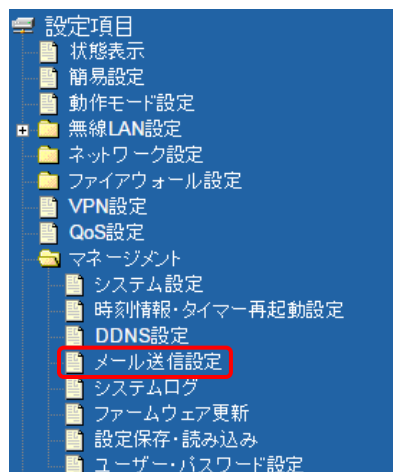 設定項目
状態表示
簡易設定
動作モード設定
無線LAN設定
ネットワーク設定
ファイアウォール設定
VPN設定
QoS設定
マネージメント
システム設定
時刻情報・タイマー再起動設定
DDNS設定
メール送信設定
システムログ
ファームウェア更新
設定保存・読み込み
ユーザー・パスワード設定